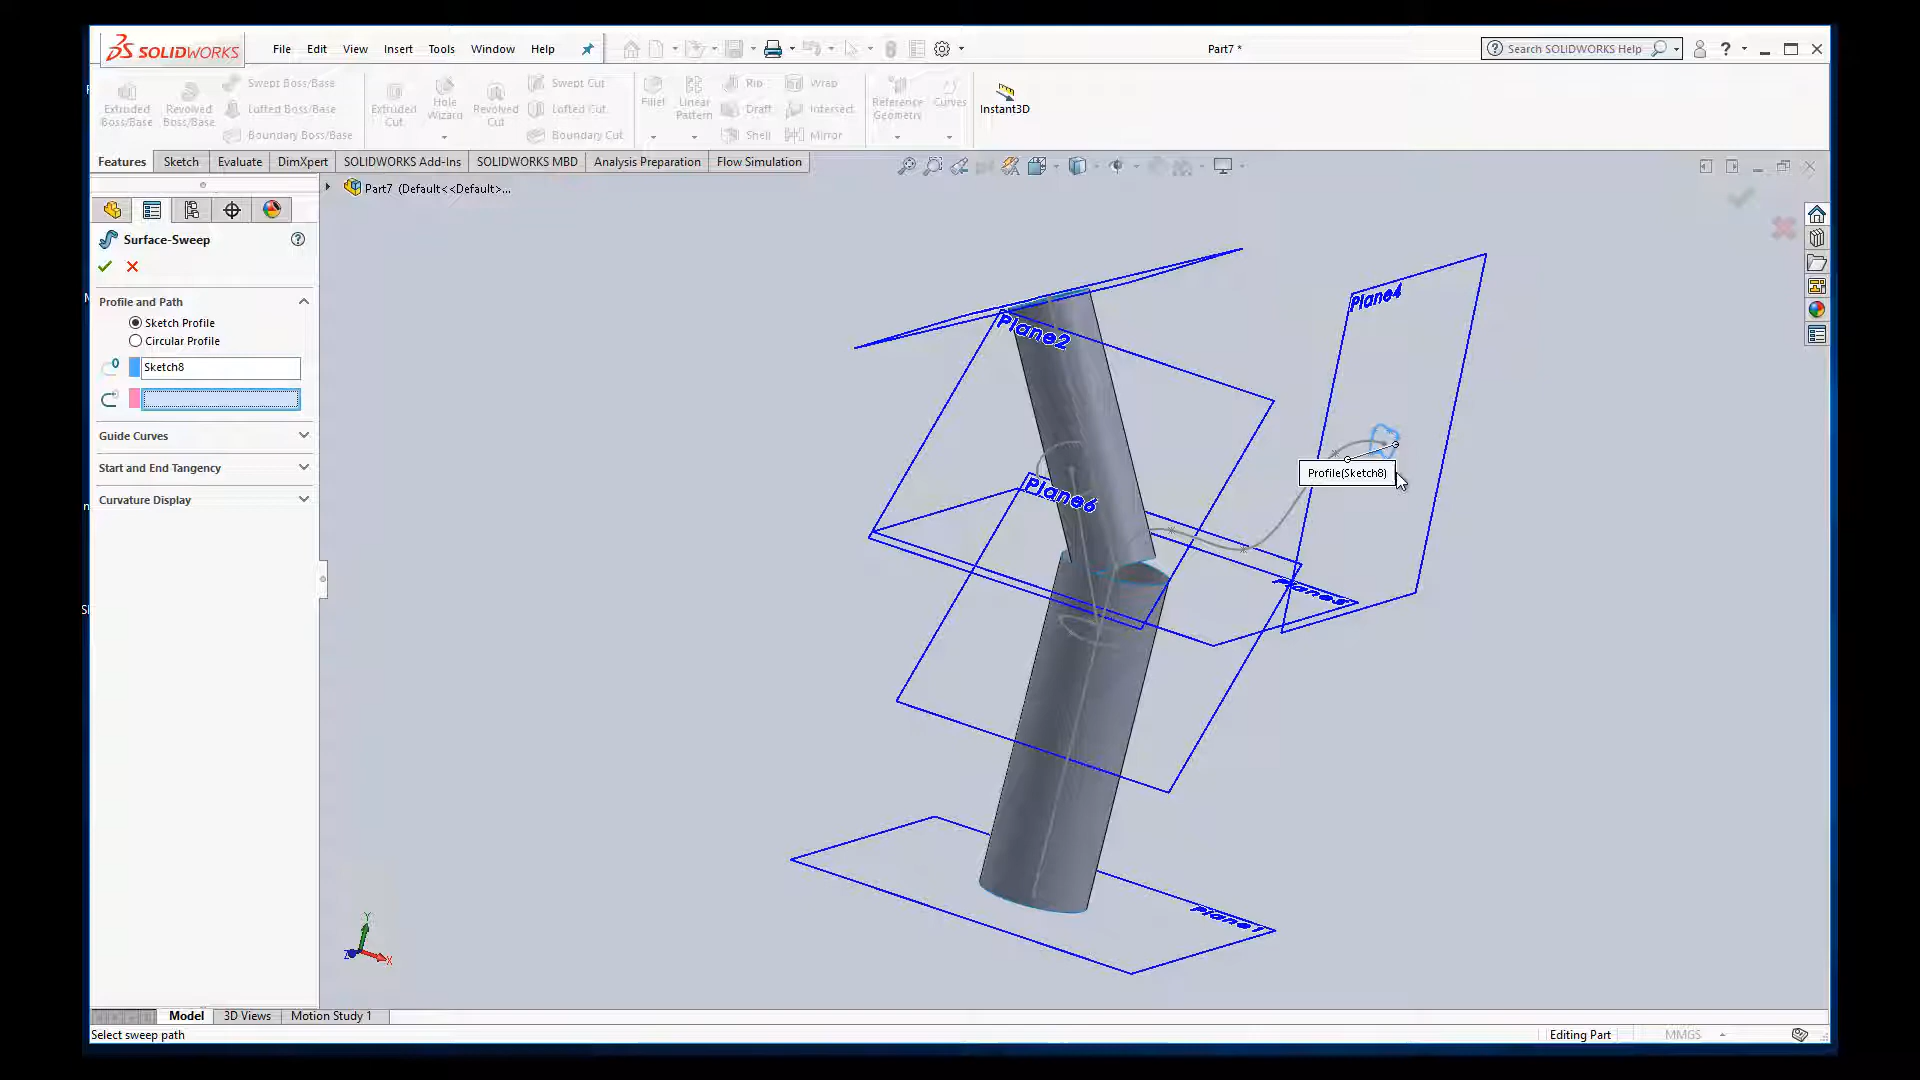 SOLIDWORKS
File
Edit
View
Insert
Tools
Window
Help
Part7 *
Search SOLIDWORKS Help
Extruded Boss/Base
Revolved Boss/Base
Swept Boss/Base
Lofted Boss/Base
Boundary Boss/Base
Extruded Cut
Hole Wizard
Revolved Cut
Swept Cut
Lofted Cut
Boundary Cut
Fillet
Linear Pattern
Rib
Draft
Shell
Wrap
Intersect
Mirror
Reference Geometry
Curves
Instant3D
Features
Sketch
Evaluate
DimXpert
SOLIDWORKS Add-Ins
SOLIDWORKS MBD
Analysis Preparation
Flow Simulation
Part7 (Default<<Default>...
Surface-Sweep
Profile and Path
Sketch Profile
Circular Profile
Sketch8
Guide Curves
Start and End Tangency
Curvature Display
Plane4
Plane2
Profile(Sketch8)
Plane6
Plane1
Y
X
Z
Model
3D Views
Motion Study 1
Select sweep path
Editing Part
MMGS